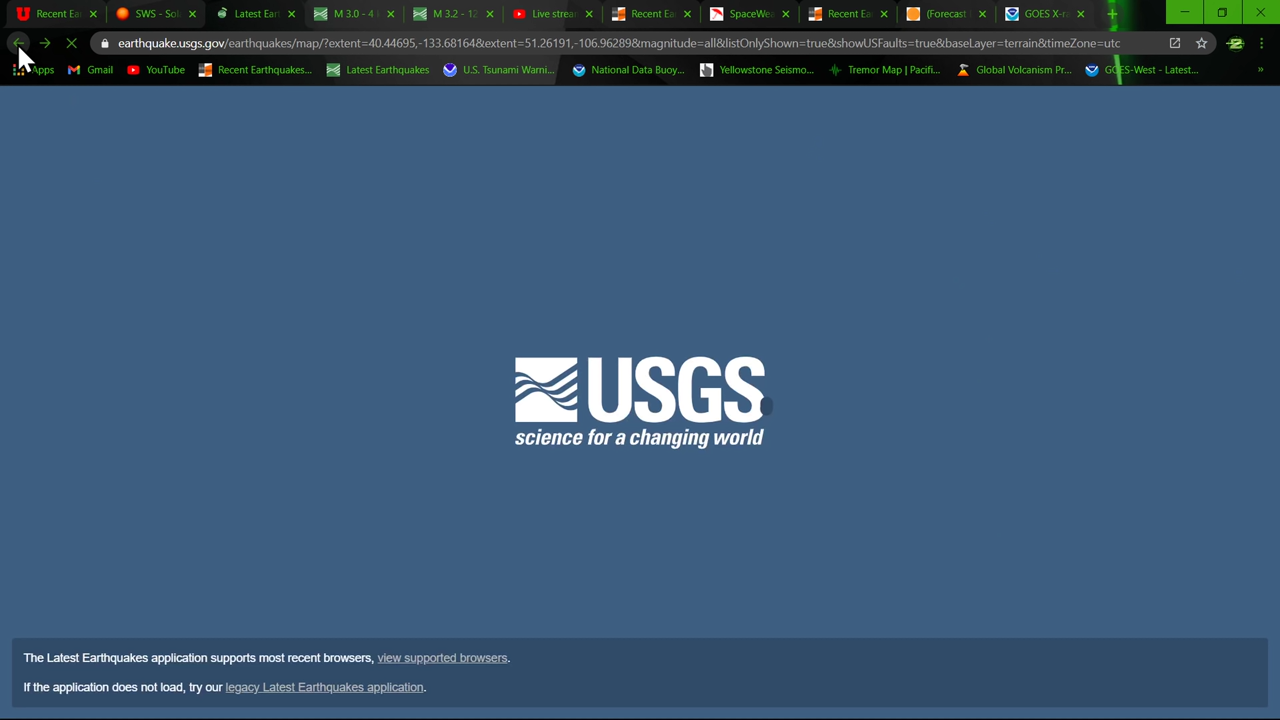 Recent Ea
SWS - Sol
Latest Ear
M 3.0 - 4
M 3.2 - 12
Live strea
Recent Ea
SpaceWea
Recent Ea
(Forecast
GOES X-ra
earthquake.usgs.gov/earthquakes/map/?extent=40.44695,-133.68164&extent=51.26191,-106.96289&magnitude=all&listOnlyShown=true&showUSFaults=true&baseLayer=terrain&timeZone=utc
Apps
Gmail
YouTube
Recent Earthquakes...
Latest Earthquakes
U.S. Tsunami Warni...
National Data Buoy...
Yellowstone Seismo...
Tremor Map | Pacifi...
Global Volcanism Pr...
GOES-West - Latest...
»
USGS
science for a changing world
The Latest Earthquakes application supports most recent browsers, view supported browsers.
If the application does not load, try our legacy Latest Earthquakes application.